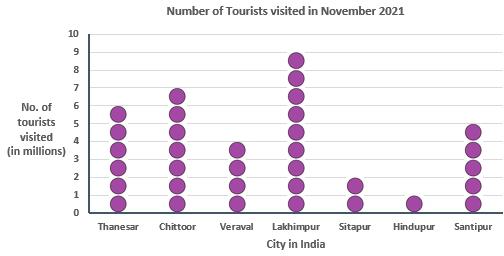 Number of Tourists visited in November 2021
10
9
8
7
6
5
4
3
2
1
0
No. of
tourists
visited
(in millions)
Thanesar Chittoor Veraval Lakhimpur Sitapur Hindupur Santipur
City in India